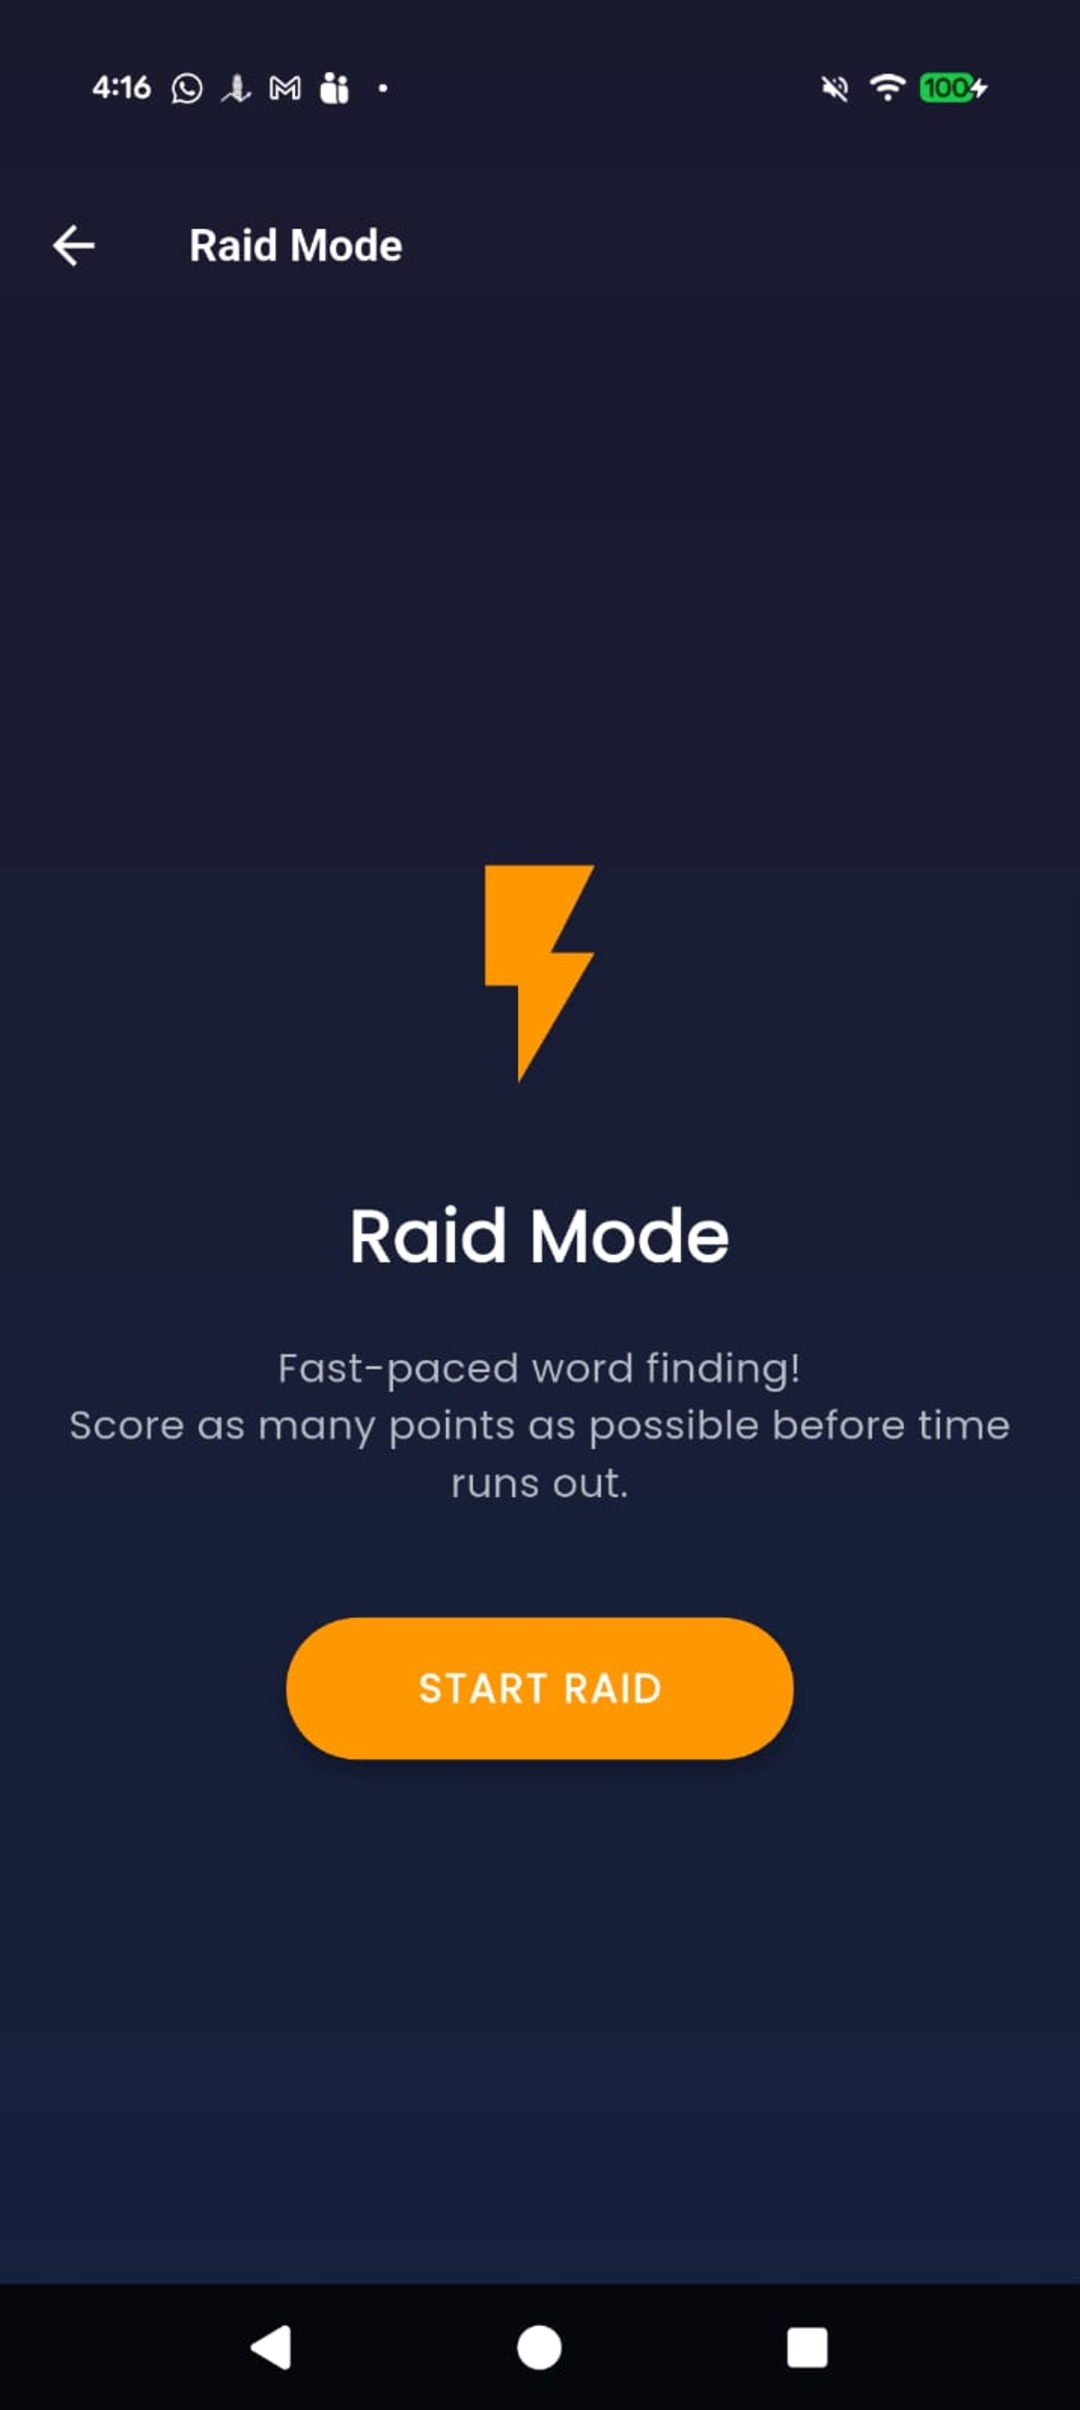 4:16
100
Raid Mode
Raid Mode
Fast-paced word finding!
Score as many points as possible before time
runs out.
START RAID